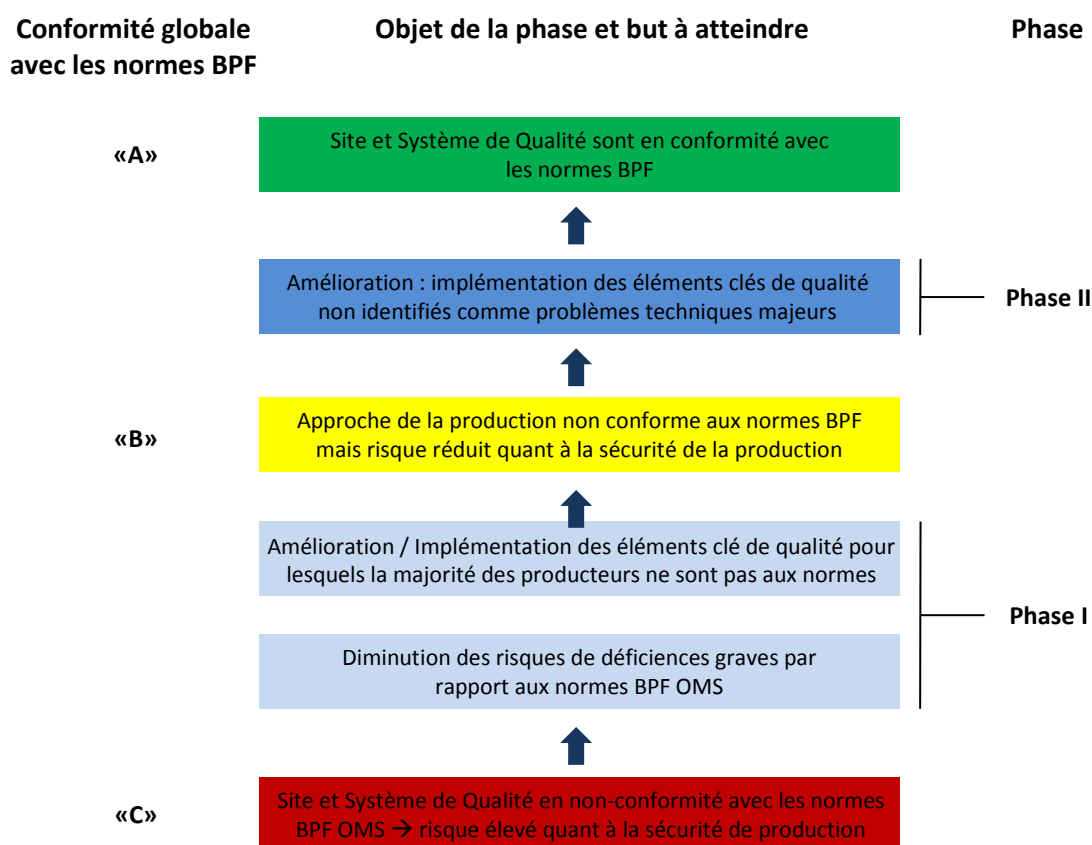 Conformité globale
avec les normes BPF
Objet de la phase et but à atteindre
Phase
«A»
Site et Système de Qualité sont en conformité avec
les normes BPF
Amélioration : implémentation des éléments clés de qualité
non identifiés comme problèmes techniques majeurs
Phase II
«B»
Approche de la production non conforme aux normes BPF
mais risque réduit quant à la sécurité de la production
Amélioration / Implémentation des éléments clé de qualité pour
lesquels la majorité des producteurs ne sont pas aux normes
Phase I
Diminution des risques de déficiences graves par
rapport aux normes BPF OMS
«C»
Site et Système de Qualité en non-conformité avec les normes
BPF OMS → risque élevé quant à la sécurité de production